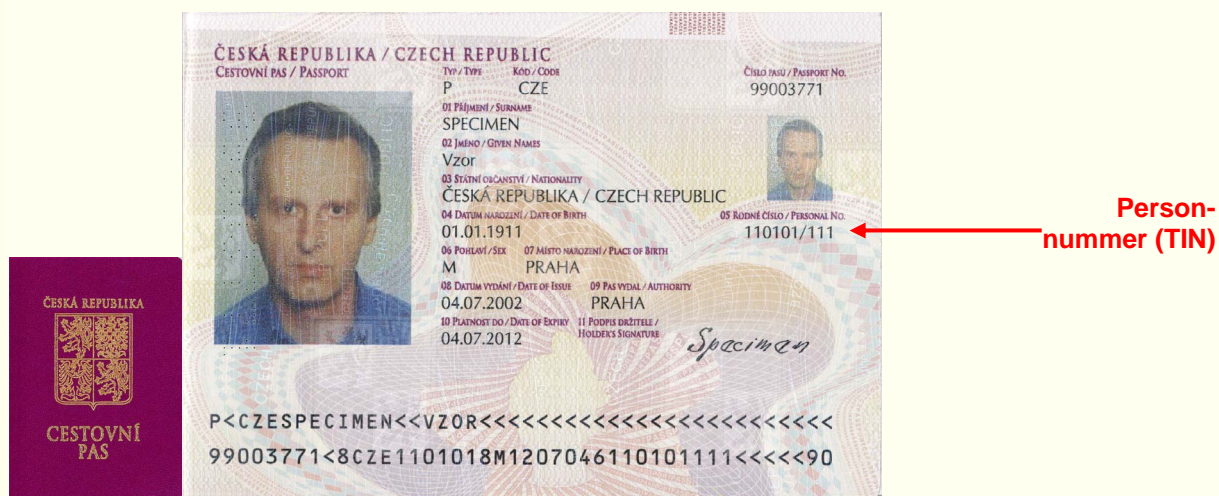 ČESKÁ REPUBLIKA / CZECH REPUBLIC
CESTOVNÍ PAS / PASSPORT
TYP / TYPE KÓD / CODE ČÍSLO PASU / PASSPORT NO.
P CZE 99003771
01 PŘÍJMENÍ / SURNAME
SPECIMEN
02 JMÉNO / GIVEN NAMES
Vzor
03 STÁTNÍ OBČANSTVÍ / NATIONALITY
ČESKÁ REPUBLIKA / CZECH REPUBLIC
04 DATUM NAROZENÍ / DATE OF BIRTH 05 RODNÉ ČÍSLO / PERSONAL NO.
01.01.1911 110101/111
06 POHLAVÍ / SEX 07 MÍSTO NAROZENÍ / PLACE OF BIRTH
M PRAHA
08 DATUM VYDÁNÍ / DATE OF ISSUE 09 PAS VYDAL / AUTHORITY
04.07.2002 PRAHA
10 PLATNOST DO / DATE OF EXPIRY 11 PODPIS DRŽITELE /
HOLDER'S SIGNATURE
04.07.2012 Specimen
P<CZESPECIMEN<<VZOR<<<<<<<<<<<<<<<<<<<<<<<<<
99003771<8CZE1101018M1207046110101111<<<<<90
Person-
nummer (TIN)
ČESKÁ REPUBLIKA
CESTOVNÍ
PAS